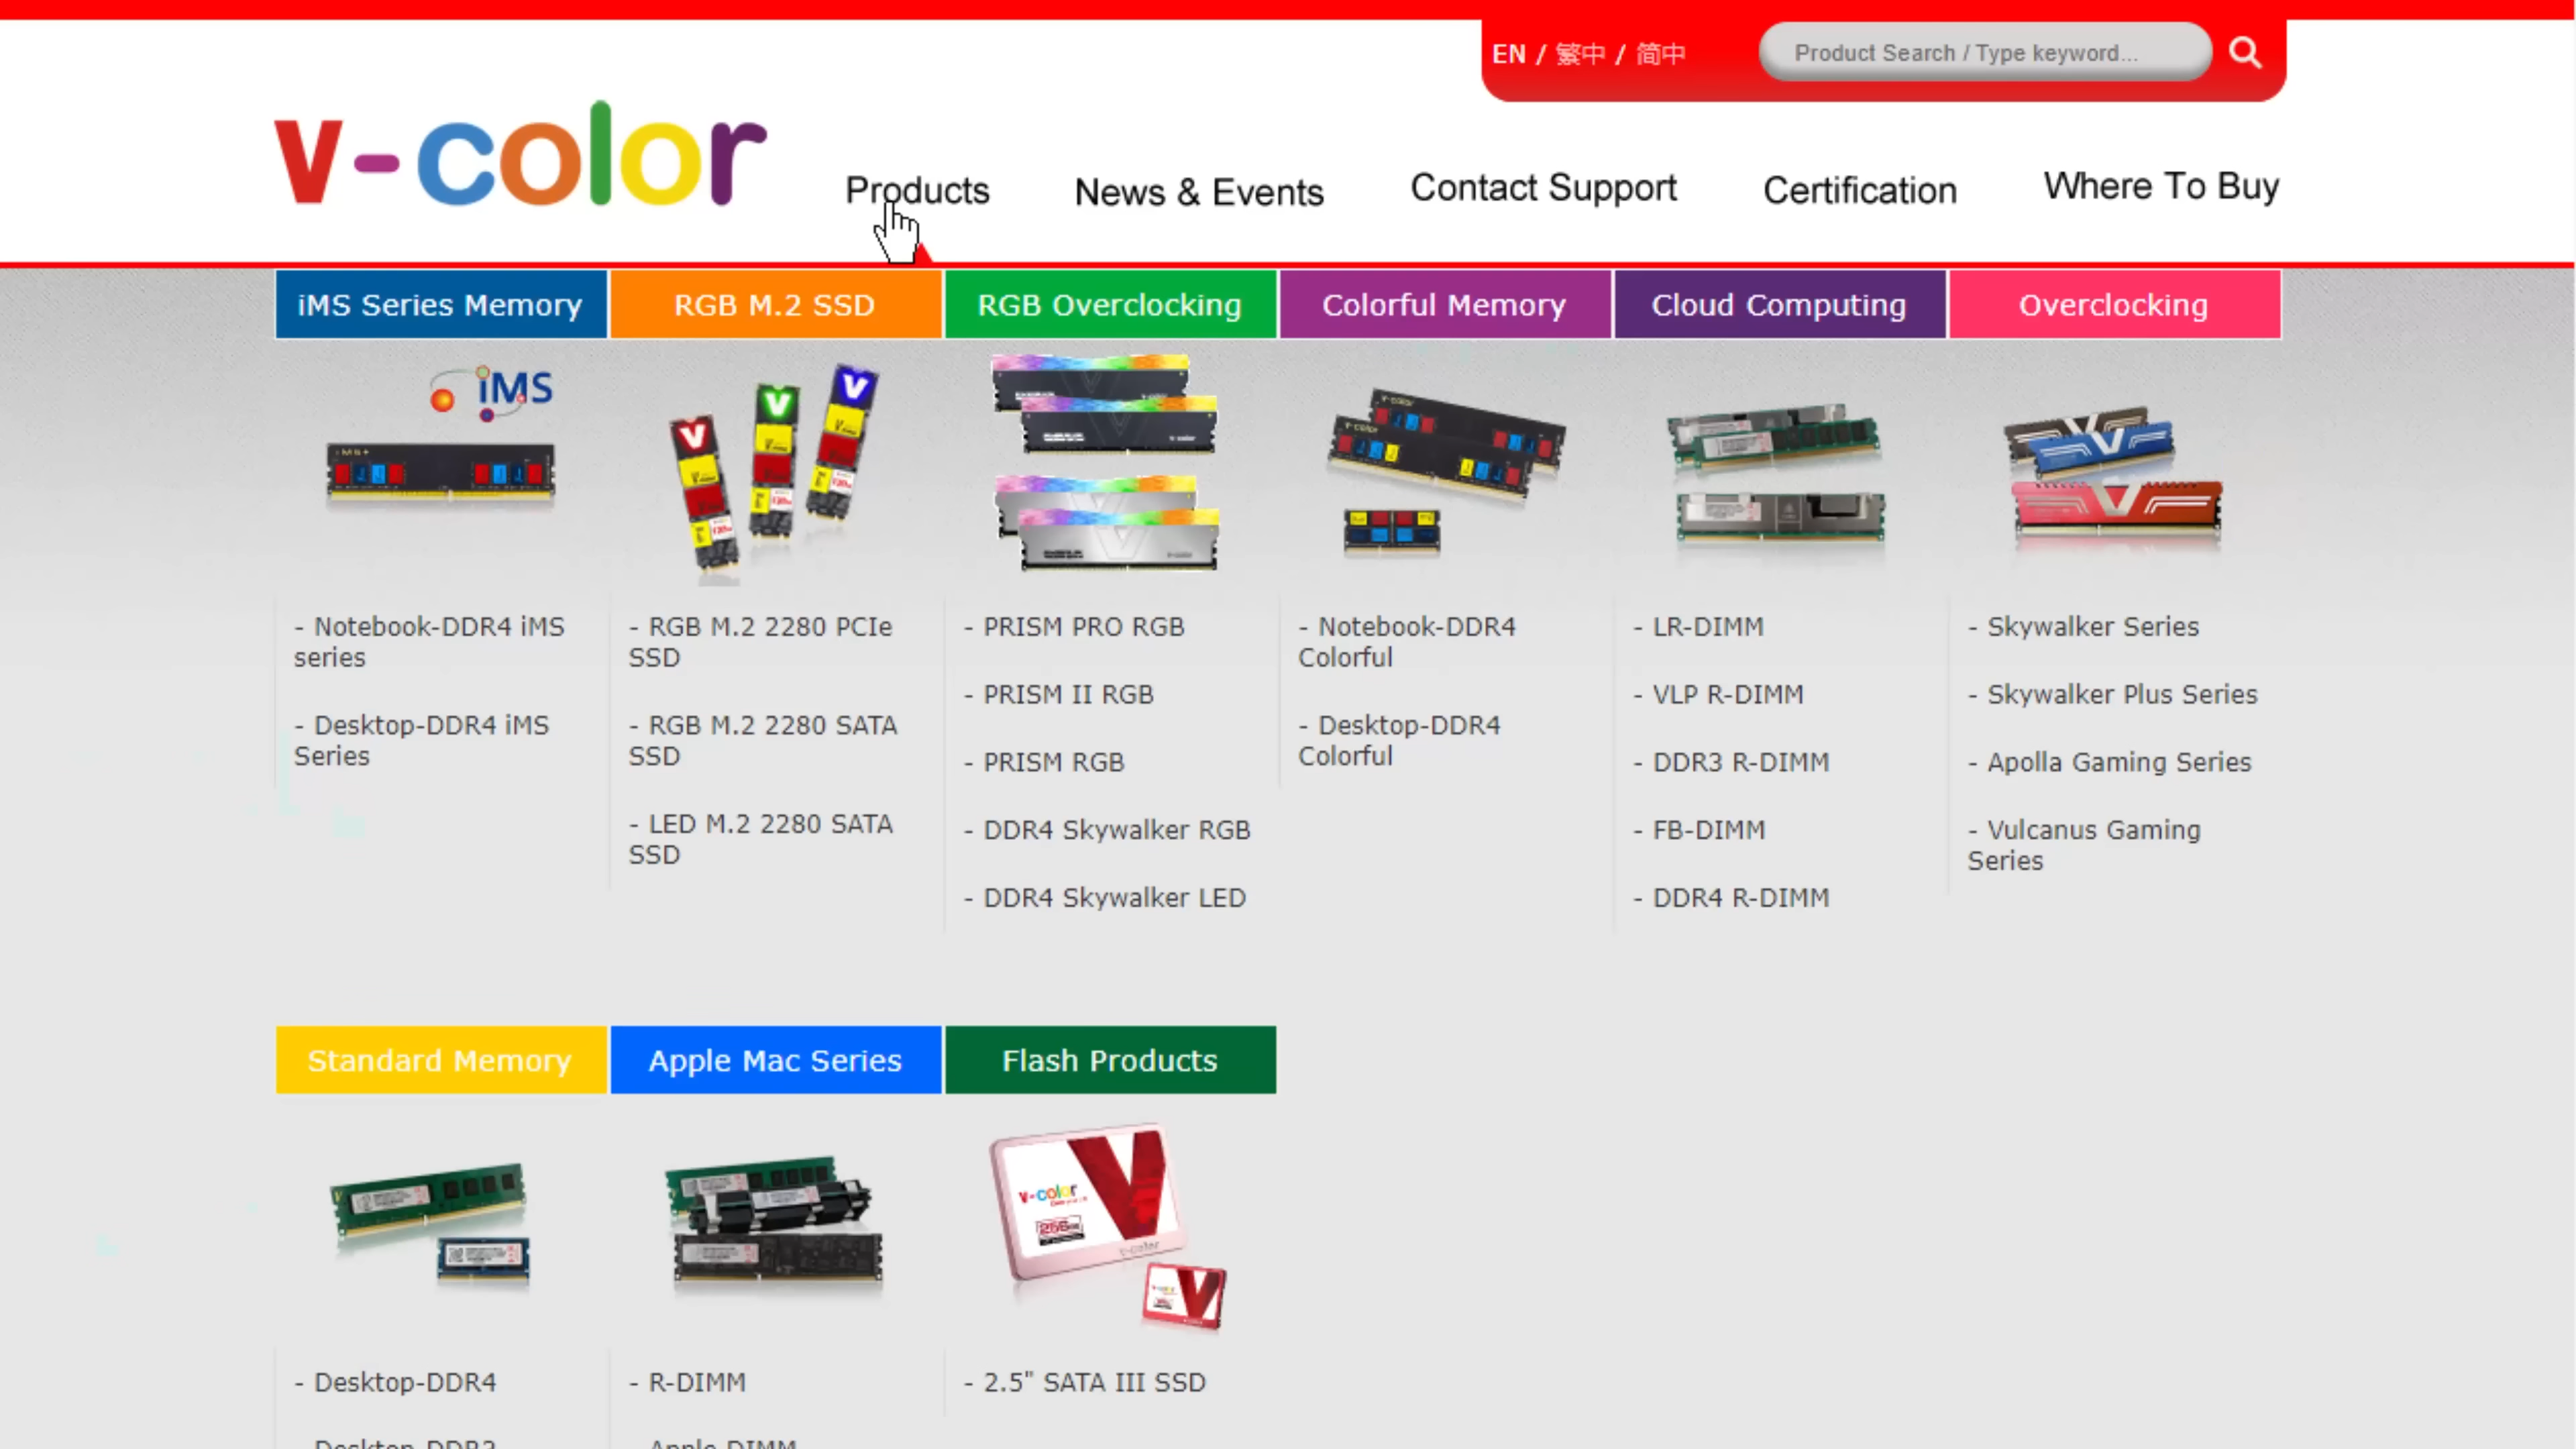 EN / 繁中 / 简中
Product Search / Type keyword...
v-color
Products
News & Events
Contact Support
Certification
Where To Buy
iMS Series Memory
RGB M.2 SSD
RGB Overclocking
Colorful Memory
Cloud Computing
Overclocking
iMS
- Notebook-DDR4 iMS
series
- Desktop-DDR4 iMS
Series
- RGB M.2 2280 PCIe
SSD
- RGB M.2 2280 SATA
SSD
- LED M.2 2280 SATA
SSD
- PRISM PRO RGB
- PRISM II RGB
- PRISM RGB
- DDR4 Skywalker RGB
- DDR4 Skywalker LED
- Notebook-DDR4
Colorful
- Desktop-DDR4
Colorful
- LR-DIMM
- VLP R-DIMM
- DDR3 R-DIMM
- FB-DIMM
- DDR4 R-DIMM
- Skywalker Series
- Skywalker Plus Series
- Apolla Gaming Series
- Vulcanus Gaming
Series
Standard Memory
Apple Mac Series
Flash Products
v-color
v-color
- Desktop-DDR4
- R-DIMM
- 2.5" SATA III SSD